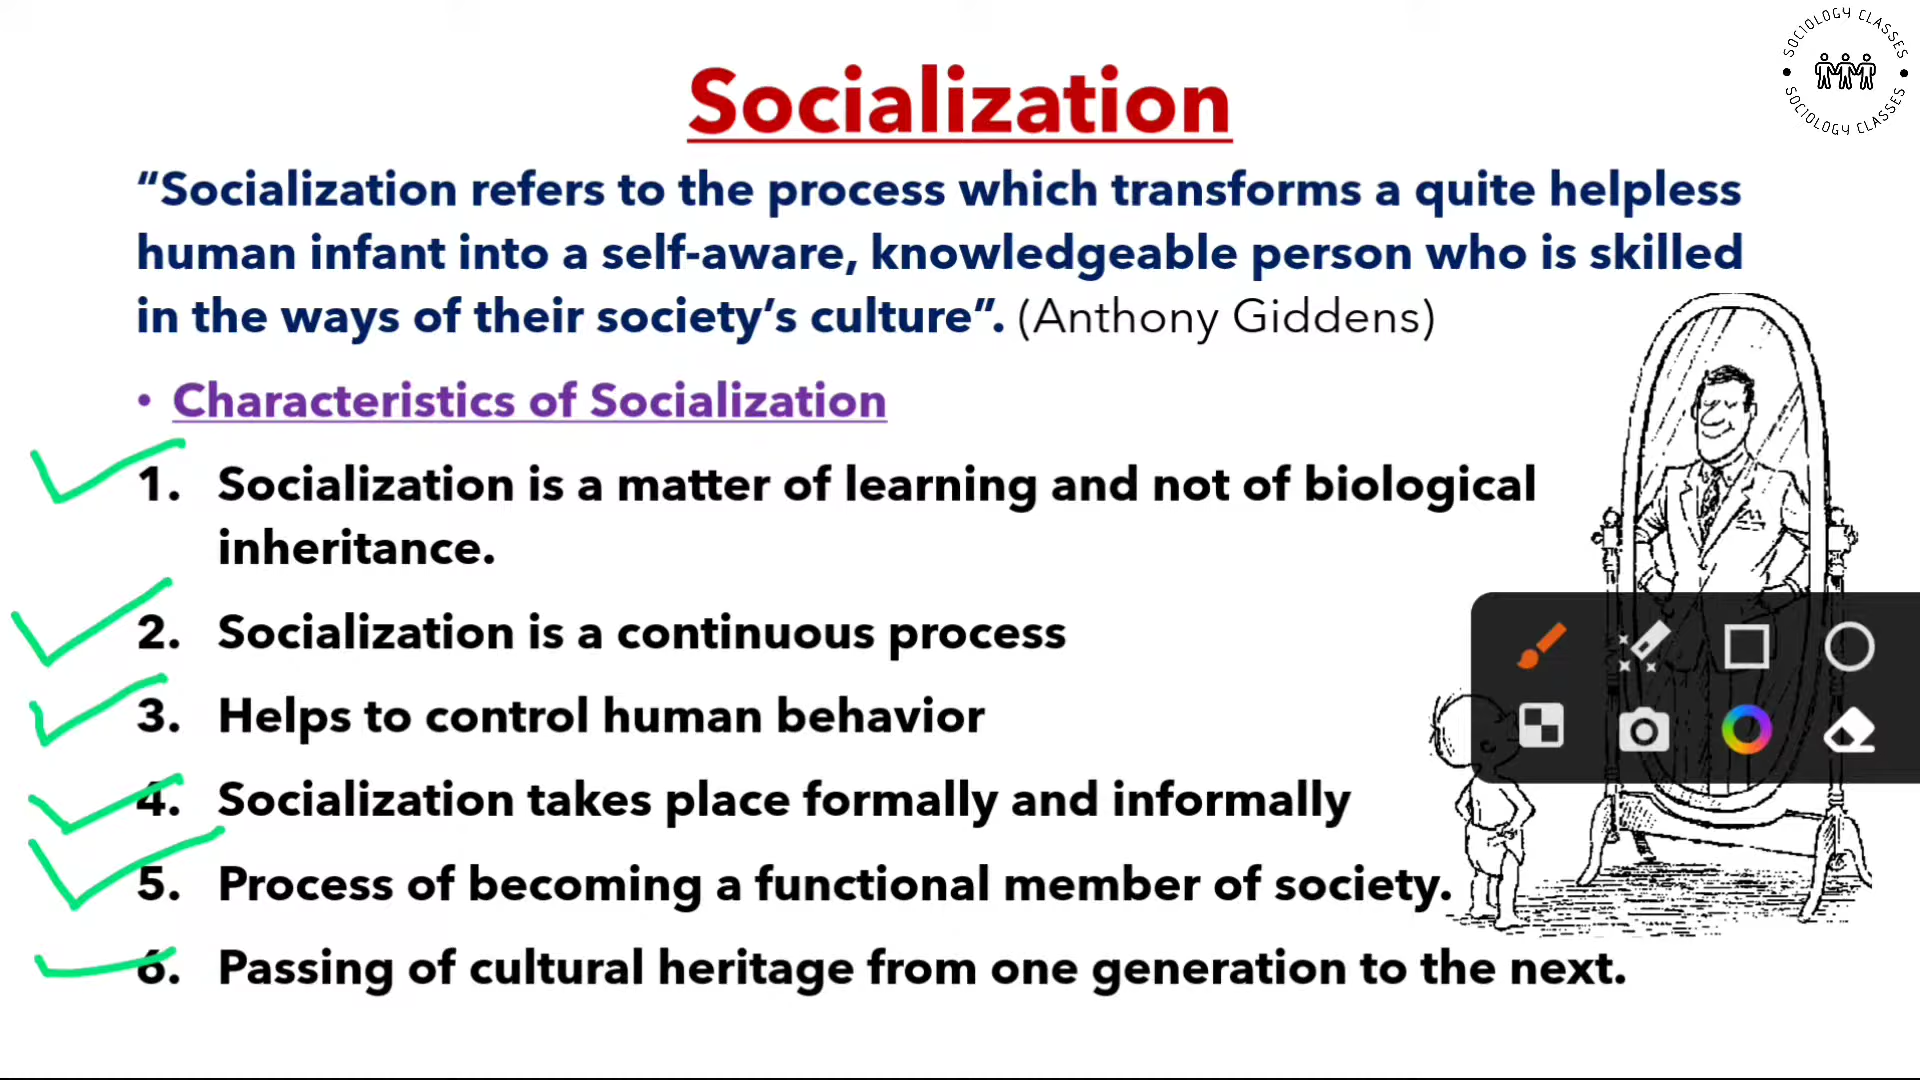 SOCIOLOGY CLASSES
SOCIOLOGY CLASSES
Socialization
“Socialization refers to the process which transforms a quite helpless
human infant into a self-aware, knowledgeable person who is skilled
in the ways of their society’s culture”. (Anthony Giddens)
• Characteristics of Socialization
1. Socialization is a matter of learning and not of biological
inheritance.
2. Socialization is a continuous process
3. Helps to control human behavior
4. Socialization takes place formally and informally
5. Process of becoming a functional member of society.
6. Passing of cultural heritage from one generation to the next.